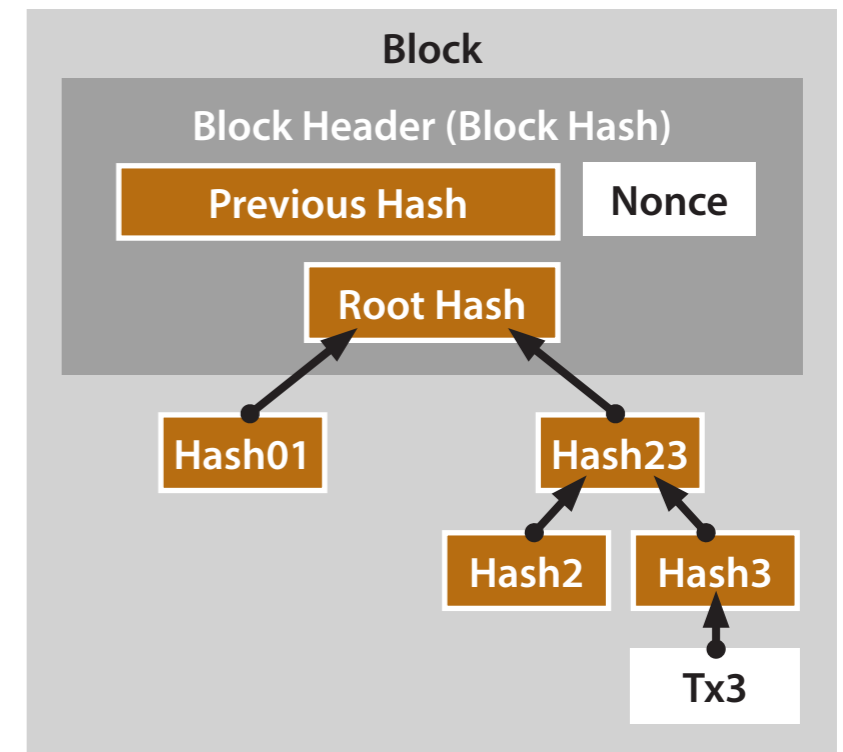 Block
Block Header (Block Hash)
Previous Hash
Nonce
Root Hash
Hash01
Hash23
Hash2
Hash3
Tx3